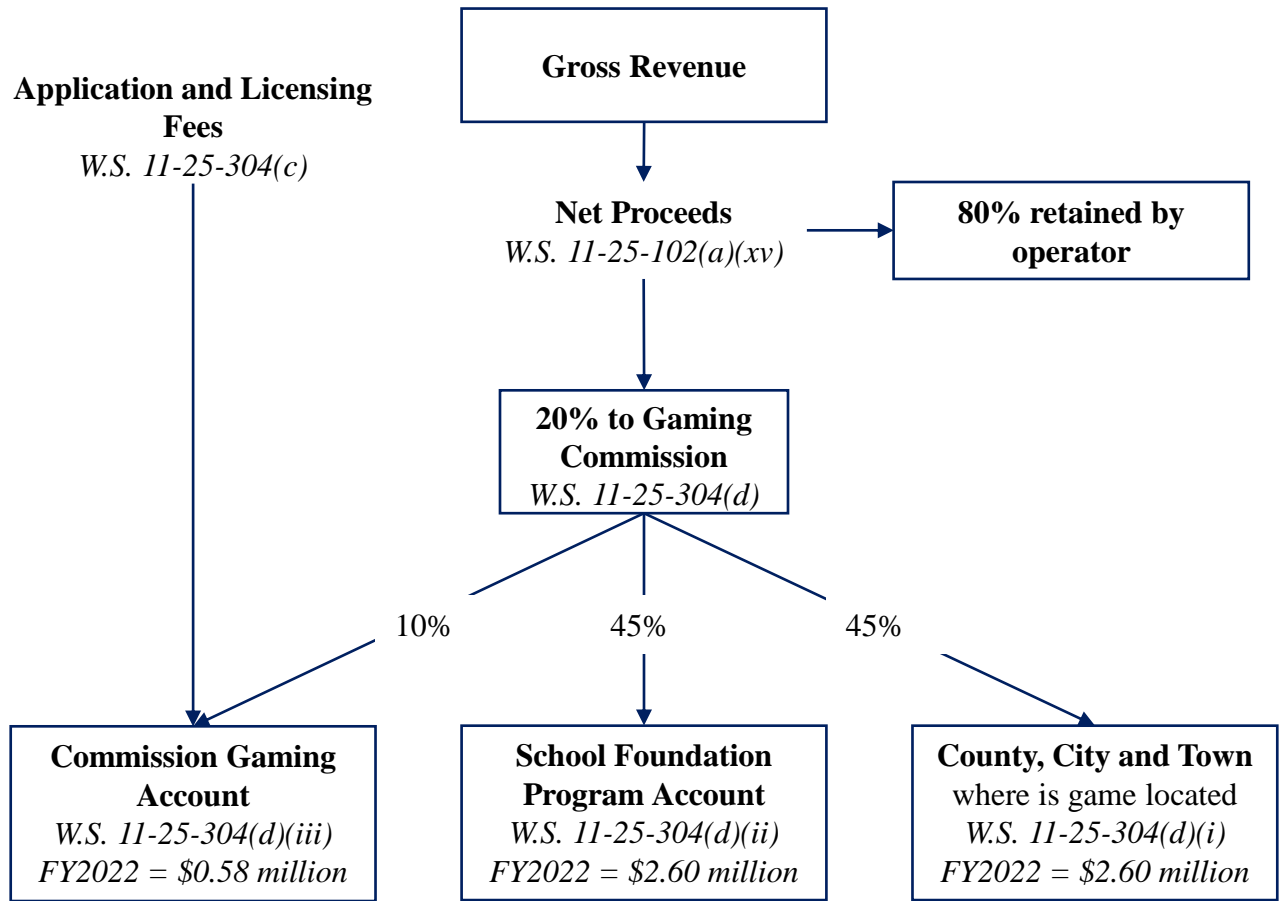 Gross Revenue
Application and Licensing
Fees
W.S. 11-25-304(c)
Net Proceeds
W.S. 11-25-102(a)(xv)
80% retained by
operator
20% to Gaming
Commission
W.S. 11-25-304(d)
10%
45%
45%
Commission Gaming
Account
W.S. 11-25-304(d)(iii)
FY2022 = $0.58 million
School Foundation
Program Account
W.S. 11-25-304(d)(ii)
FY2022 = $2.60 million
County, City and Town
where is game located
W.S. 11-25-304(d)(i)
FY2022 = $2.60 million